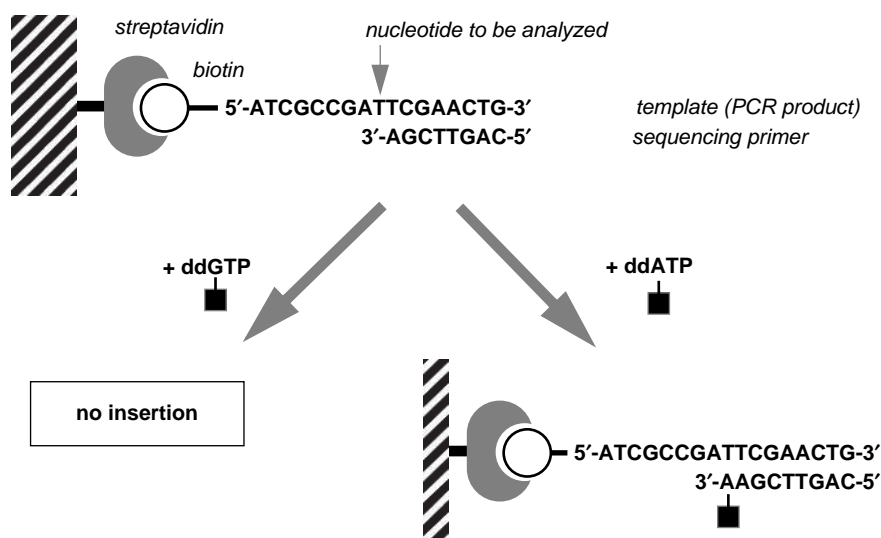 streptavidin
nucleotide to be analyzed
biotin
5′-ATCGCCGATTCGAACTG-3′
template (PCR product)
3′-AGCTTGAC-5′
sequencing primer
+ ddGTP
+ ddATP
no insertion
5′-ATCGCCGATTCGAACTG-3′
3′-AAGCTTGAC-5′